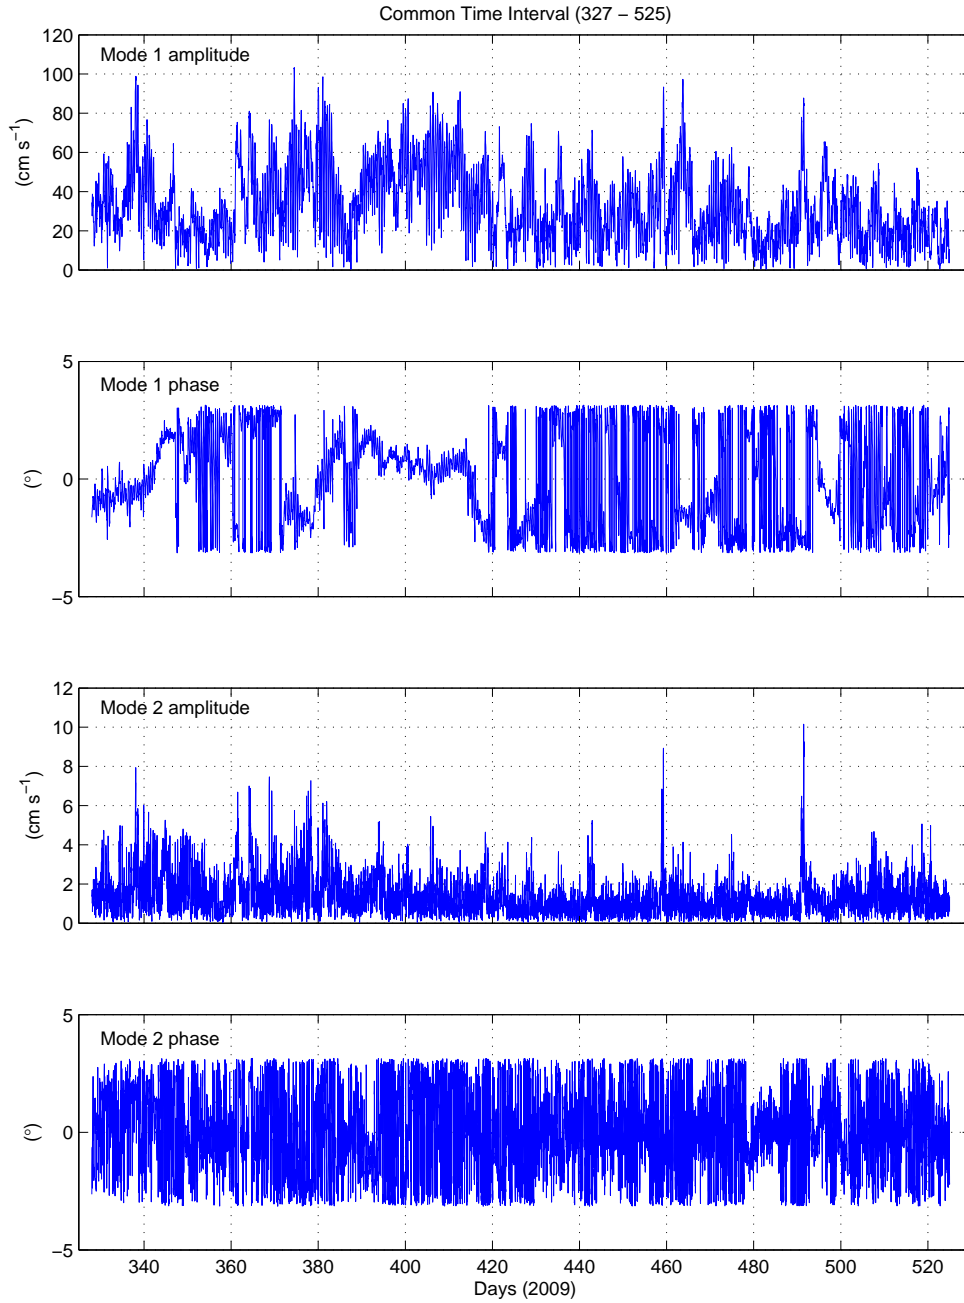 Common Time Interval (327 − 525)
120
100
80
60
40
20
0
(cm s⁻¹)
Mode 1 amplitude
5
0
−5
(°)
Mode 1 phase
12
10
8
6
4
2
0
(cm s⁻¹)
Mode 2 amplitude
5
0
−5
(°)
Mode 2 phase
340 360 380 400 420 440 460 480 500 520
Days (2009)